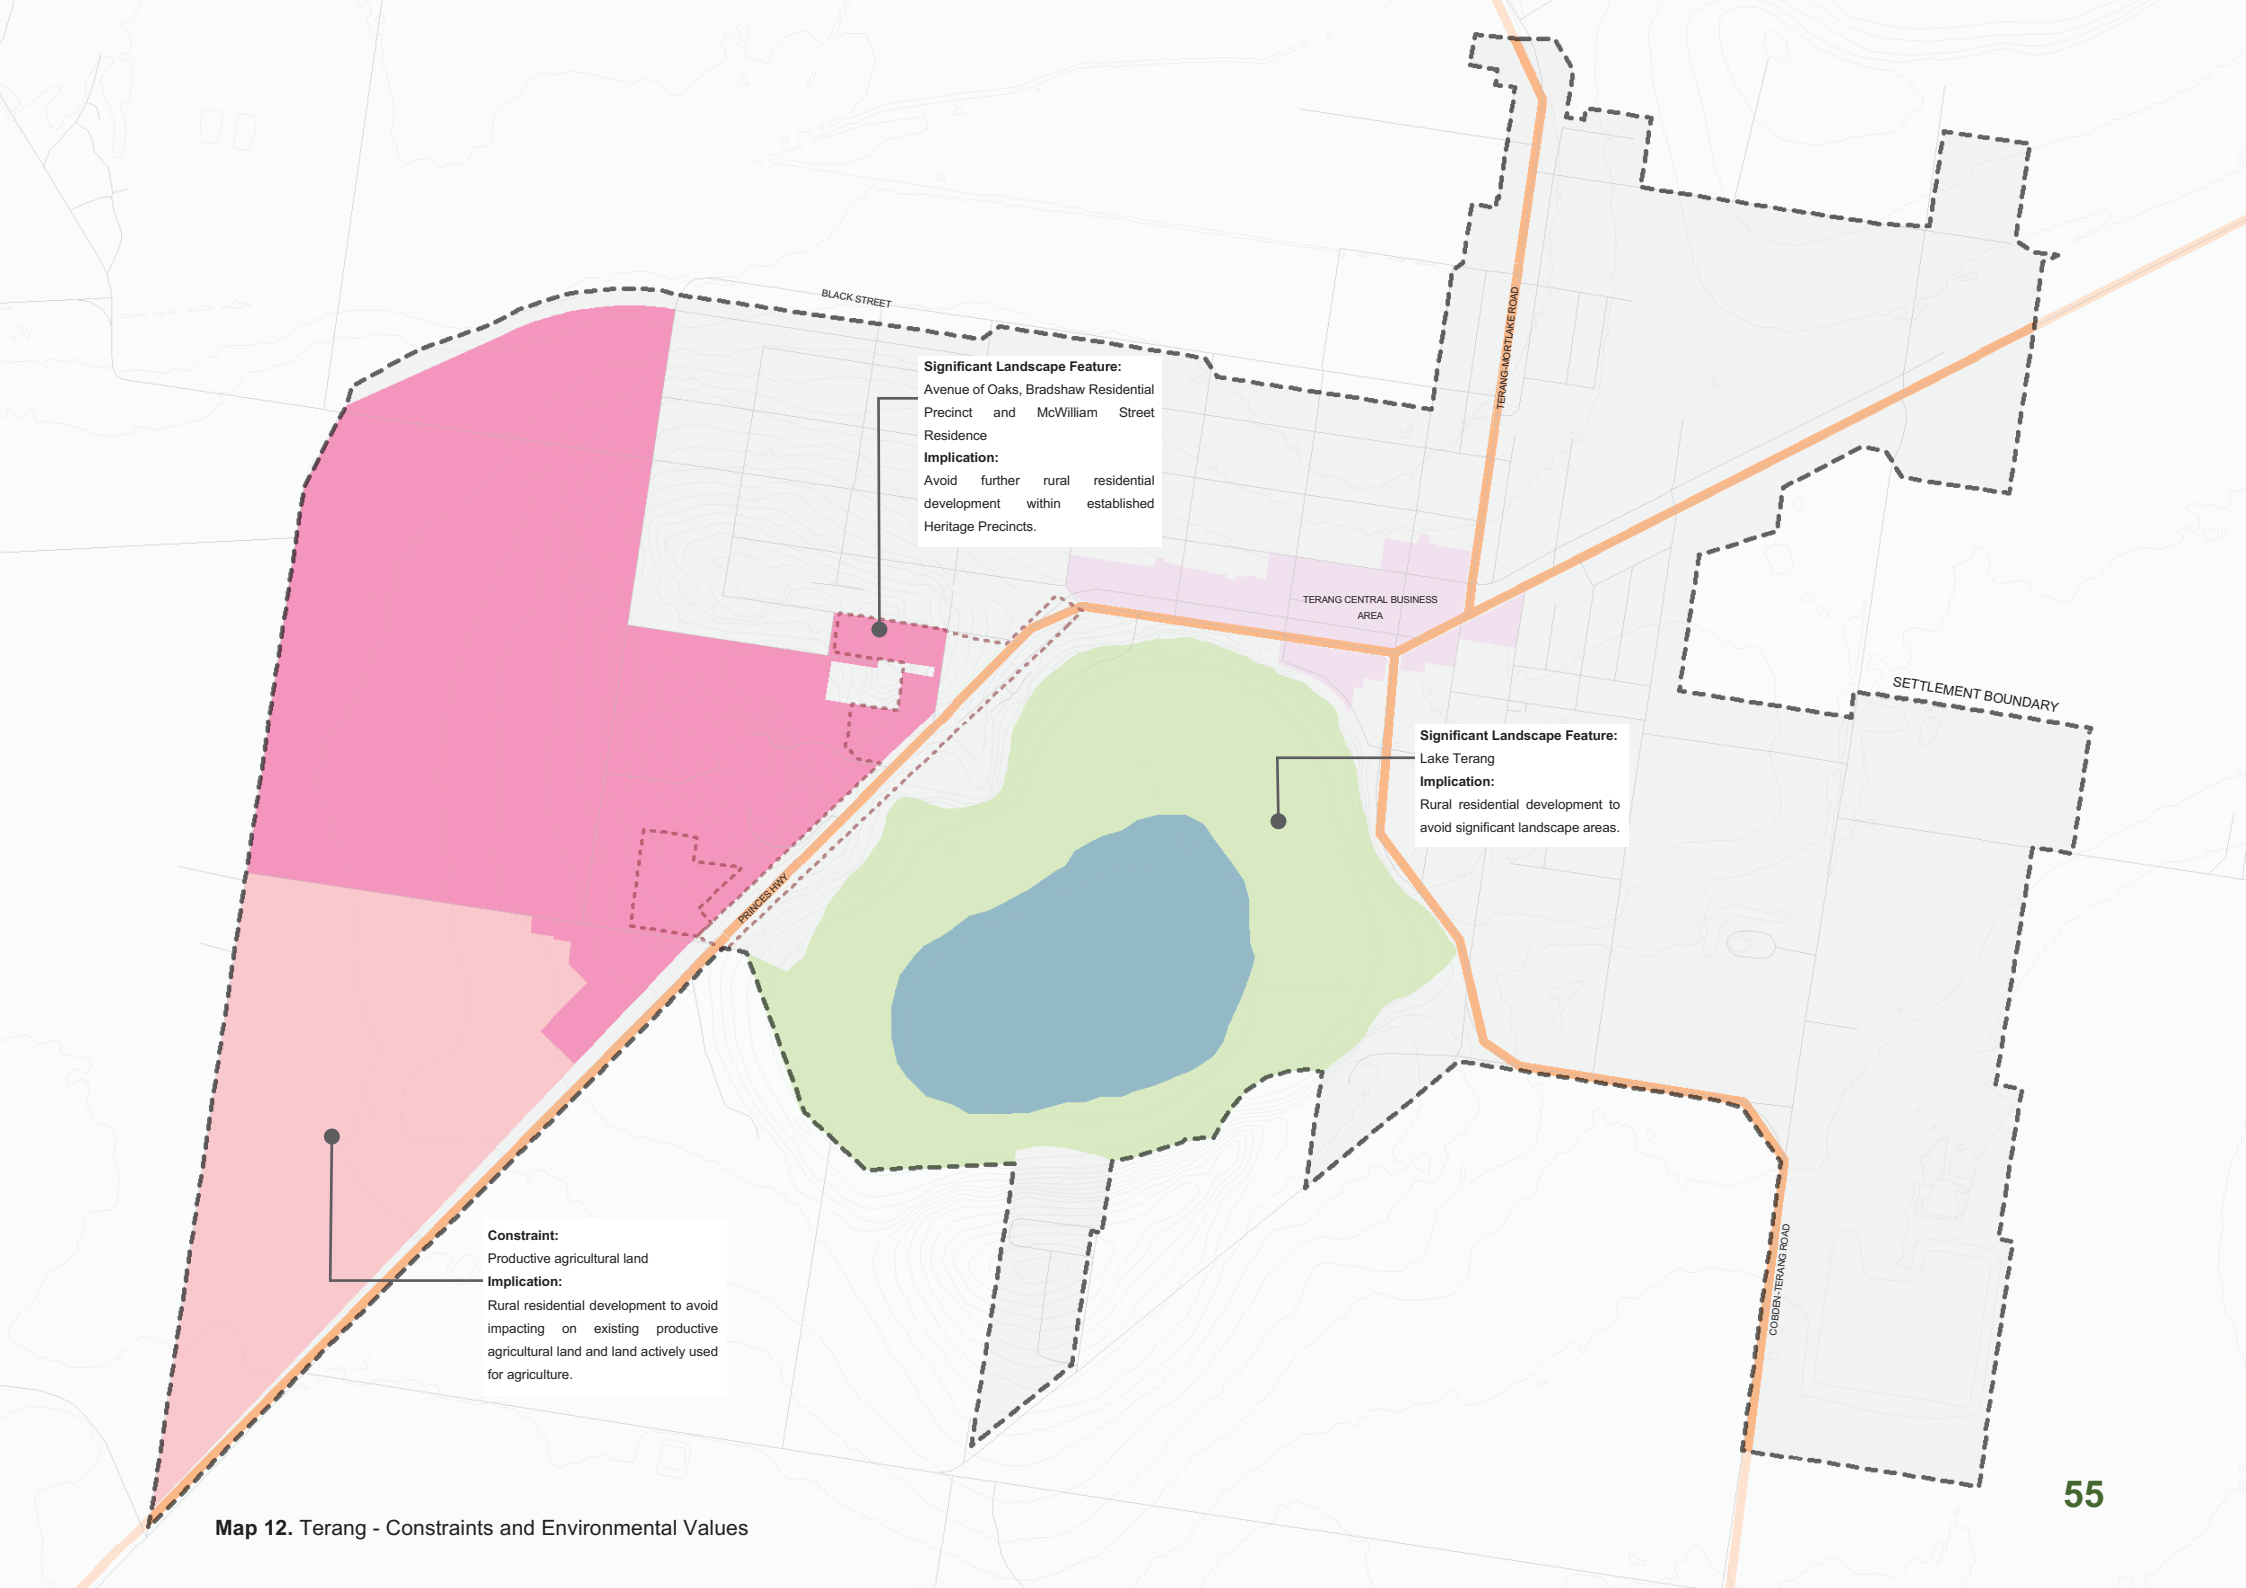 BLACK STREET
Significant Landscape Feature:
Avenue of Oaks, Bradshaw Residential
Precinct and McWilliam Street
Residence
Implication:
Avoid further rural residential
development within established
Heritage Precincts.
TERANG-MORTLAKE ROAD
TERANG CENTRAL BUSINESS
AREA
SETTLEMENT BOUNDARY
Significant Landscape Feature:
Lake Terang
Implication:
Rural residential development to
avoid significant landscape areas.
PRINCES HWY
Constraint:
Productive agricultural land
Implication:
Rural residential development to avoid
impacting on existing productive
agricultural land and land actively used
for agriculture.
COBDEN-TERANG ROAD
55
Map 12. Terang - Constraints and Environmental Values